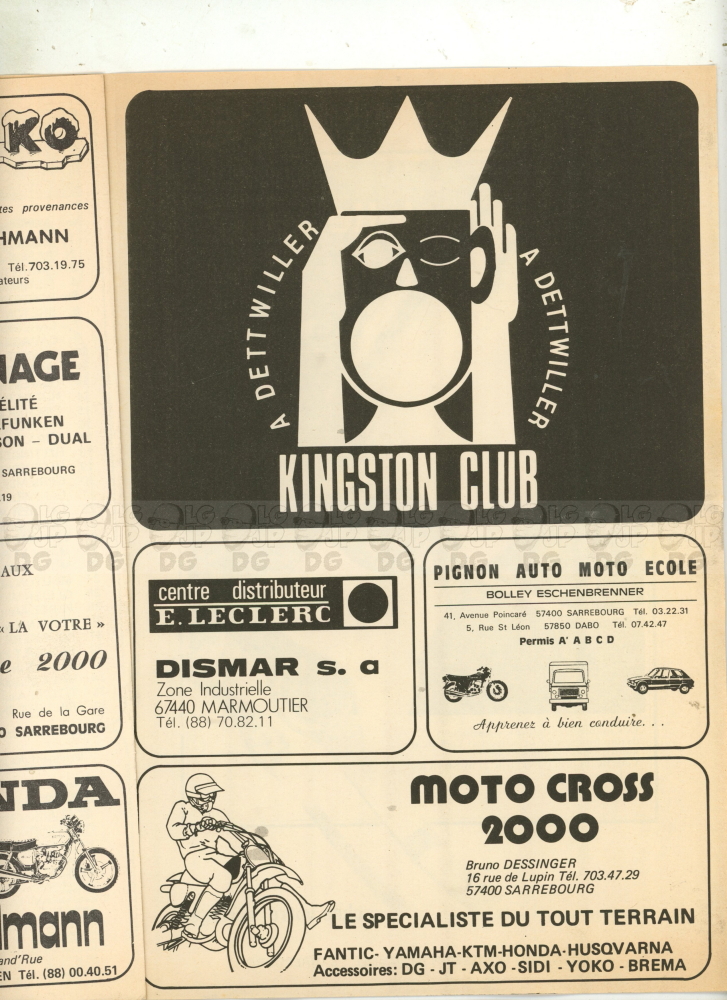 KO
tes provenances
HMANN
Tél.703.19.75
ateurs
NAGE
ÉLITÉ
FUNKEN
SON – DUAL
SARREBOURG
19
AUX
« LA VOTRE »
e 2000
Rue de la Gare
0 SARREBOURG
NDA
lmann
and'Rue
EN Tél. (88) 00.40.51
A DETTWILLER
A DETTWILLER
KINGSTON CLUB
centre distributeur
E. LECLERC
DISMAR s. a
Zone Industrielle
67440 MARMOUTIER
Tél. (88) 70.82.11
PIGNON AUTO MOTO ECOLE
BOLLEY ESCHENBRENNER
41, Avenue Poincaré 57400 SARREBOURG Tél. 03.22.31
5, Rue St Léon 57850 DABO Tél. 07.42.47
Permis A' A B C D
Apprenez à bien conduire...
MOTO CROSS
2000
Bruno DESSINGER
16 rue de Lupin Tél. 703.47.29
57400 SARREBOURG
LE SPECIALISTE DU TOUT TERRAIN
FANTIC- YAMAHA-KTM-HONDA-HUSQVARNA
Accessoires: DG - JT - AXO - SIDI - YOKO - BREMA